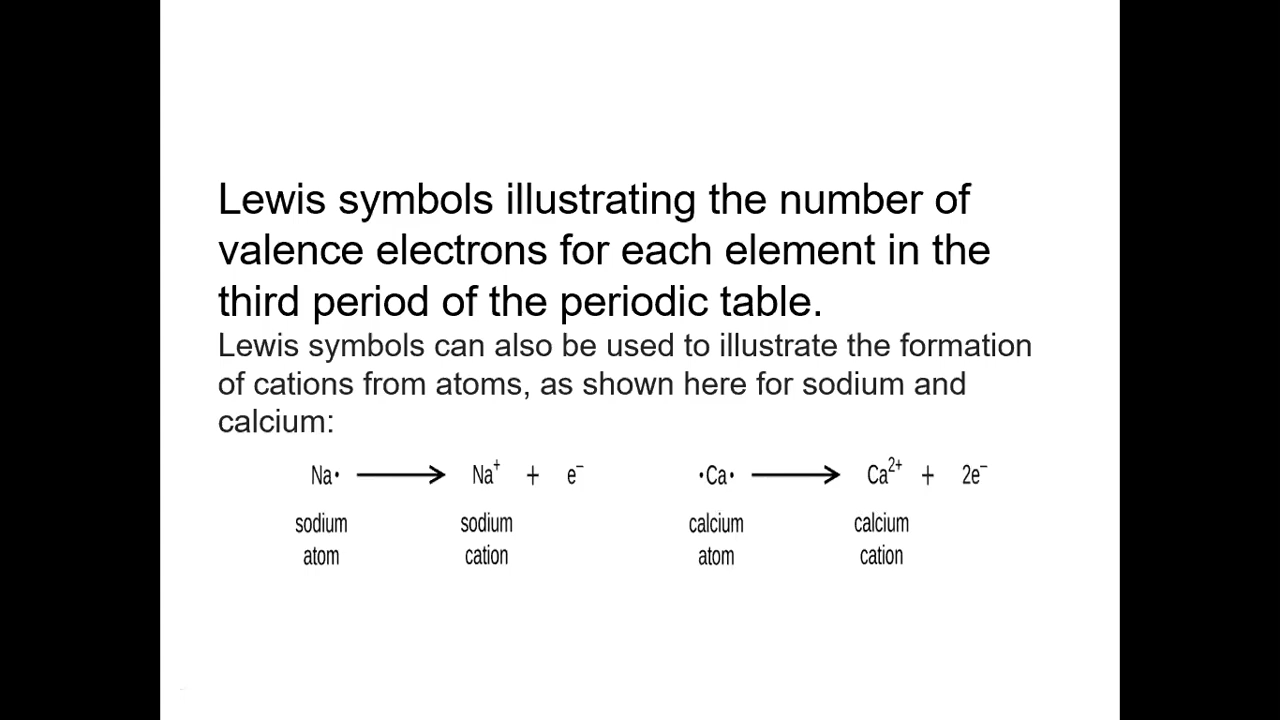 Lewis symbols illustrating the number of
valence electrons for each element in the
third period of the periodic table.
Lewis symbols can also be used to illustrate the formation
of cations from atoms, as shown here for sodium and
calcium:
Na· ⟶ Na⁺ + e⁻ ·Ca· ⟶ Ca²⁺ + 2e⁻
sodium sodium calcium calcium
atom cation atom cation